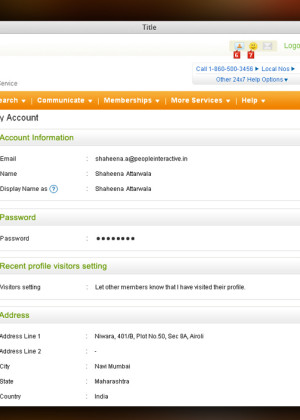 Title
Logo
6 7
Call 1-860-500-3456 ▸ Local Nos ▸
Other 24x7 Help Options ▾
Service
earch ▾ | Communicate ▾ | Memberships ▾ | More Services ▾ | Help ▾
y Account
Account Information
Email : shaheena.a@peopleinteractive.in
Name : Shaheena Attarwala
Display Name as ? : Shaheena Attarwala
Password
Password : ●●●●●●●●
Recent profile visitors setting
Visitors setting : Let other members know that I have visited their profile.
Address
Address Line 1 : Niwara, 401/B, Plot No.50, Sec 8A, Airoli
Address Line 2 : -
City : Navi Mumbai
State : Maharashtra
Country : India